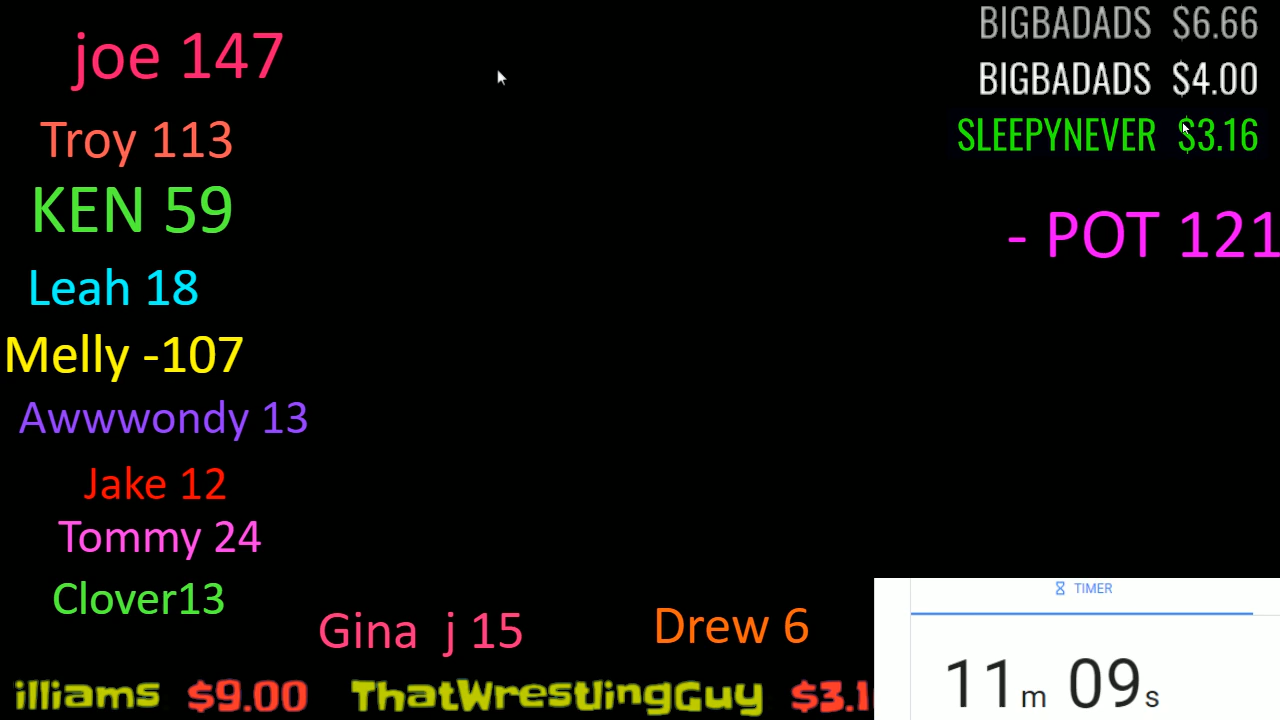 joe 147
Troy 113
KEN 59
Leah 18
Melly -107
Awwwondy 13
Jake 12
Tommy 24
Clover13
Gina j 15
Drew 6
BIGBADADS $6.66
BIGBADADS $4.00
SLEEPYNEVER $3.16
- POT 121
TIMER
11m 09s
illiams $9.00 ThatWrestlingGuy $3.1